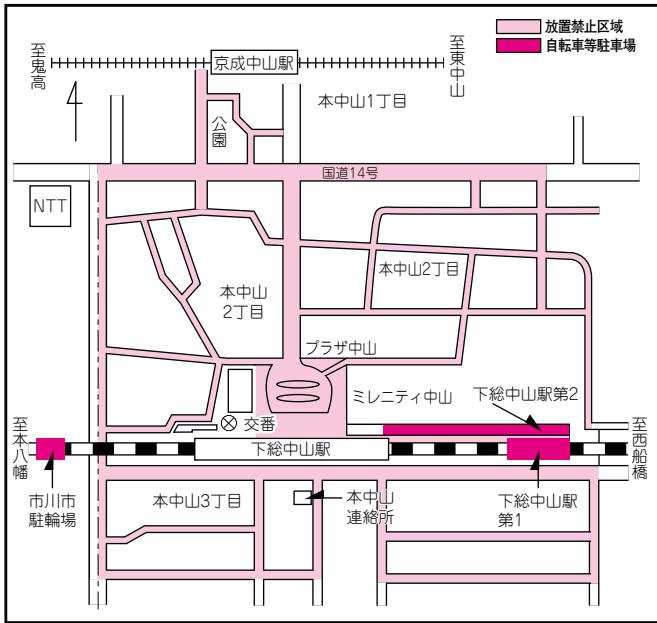 放置禁止区域
自転車等駐車場
至鬼高
京成中山駅
至東中山
本中山1丁目
公園
国道14号
NTT
本中山2丁目
本中山
2丁目
プラザ中山
ミレニティ中山
下総中山駅第2
交番
至本八幡
下総中山駅
至西船橋
市川市
駐輪場
本中山3丁目
本中山
連絡所
下総中山駅
第1